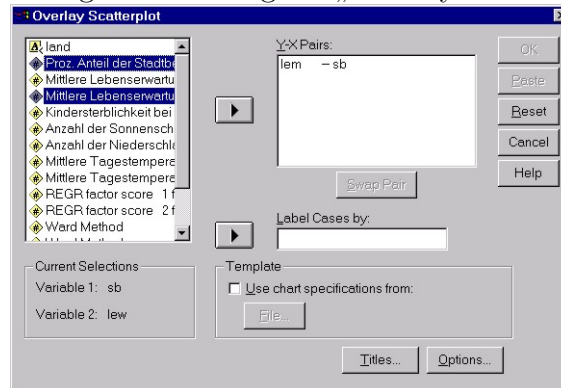 Overlay Scatterplot
land
Proz. Anteil der Stadtbe
Mittlere Lebenserwartu
Mittlere Lebenserwartu
Kindersterblichkeit bei
Anzahl der Sonnensch
Anzahl der Niederschla
Mittlere Tagestempera
Mittlere Tagestempera
REGR factor score 1 f
REGR factor score 2 f
Ward Method
Y-X Pairs:
lem – sb
Swap Pair
Label Cases by:
OK
Paste
Reset
Cancel
Help
Current Selections
Variable 1: sb
Variable 2: lew
Template
Use chart specifications from:
File...
Titles...
Options...